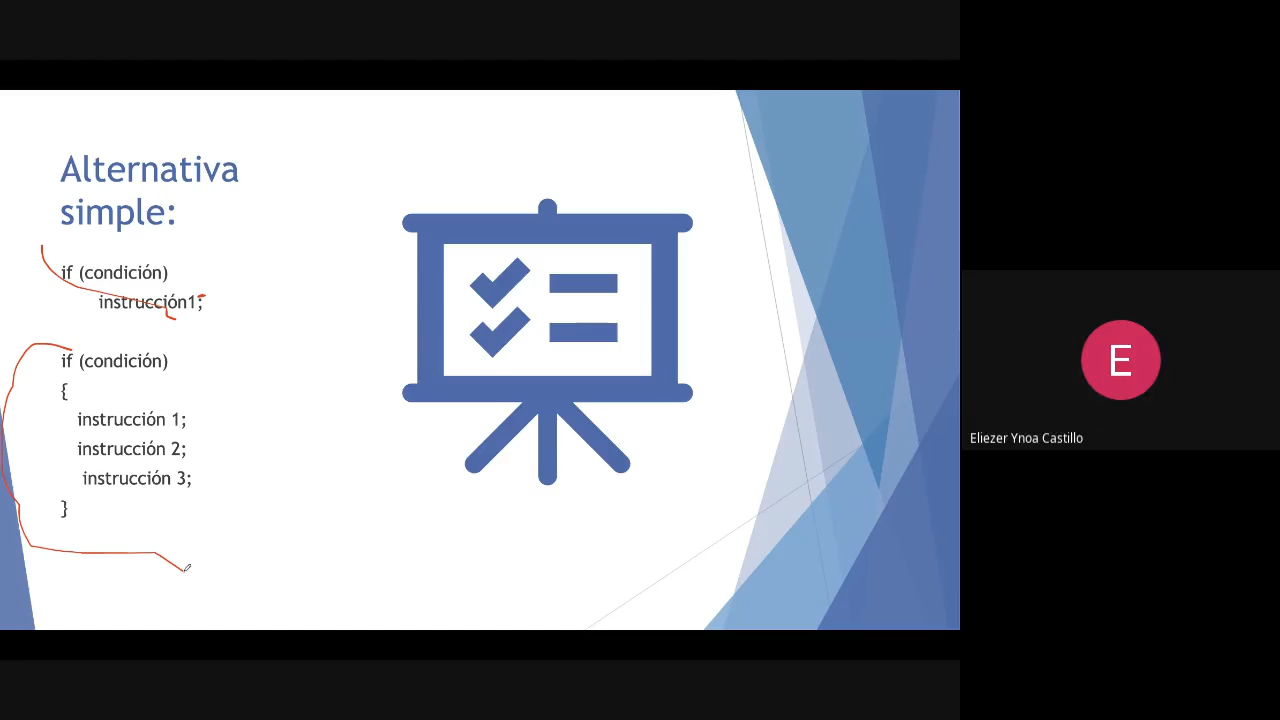 Alternativa
simple:
if (condición)
instrucción1;
if (condición)
{
instrucción 1;
instrucción 2;
instrucción 3;
}
E
Eliezer Ynoa Castillo